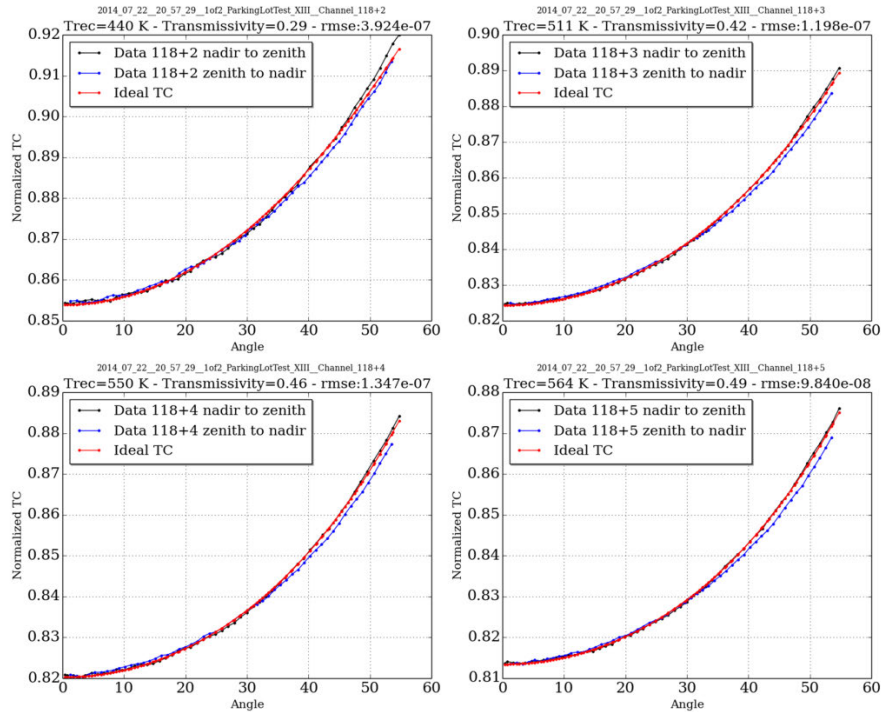 2014_07_22__20_57_29__1of2_ParkingLotTest_XIII__Channel_118+2
Trec=440 K - Transmissivity=0.29 - rmse:3.924e-07
0.92
0.91
0.90
0.89
0.88
0.87
0.86
0.85
Normalized TC
Data 118+2 nadir to zenith
Data 118+2 zenith to nadir
Ideal TC
0 10 20 30 40 50 60
Angle
2014_07_22__20_57_29__1of2_ParkingLotTest_XIII__Channel_118+3
Trec=511 K - Transmissivity=0.42 - rmse:1.198e-07
0.90
0.89
0.88
0.87
0.86
0.85
0.84
0.83
0.82
Normalized TC
Data 118+3 nadir to zenith
Data 118+3 zenith to nadir
Ideal TC
0 10 20 30 40 50 60
Angle
2014_07_22__20_57_29__1of2_ParkingLotTest_XIII__Channel_118+4
Trec=550 K - Transmissivity=0.46 - rmse:1.347e-07
0.89
0.88
0.87
0.86
0.85
0.84
0.83
0.82
Normalized TC
Data 118+4 nadir to zenith
Data 118+4 zenith to nadir
Ideal TC
0 10 20 30 40 50 60
Angle
2014_07_22__20_57_29__1of2_ParkingLotTest_XIII__Channel_118+5
Trec=564 K - Transmissivity=0.49 - rmse:9.840e-08
0.88
0.87
0.86
0.85
0.84
0.83
0.82
0.81
Normalized TC
Data 118+5 nadir to zenith
Data 118+5 zenith to nadir
Ideal TC
0 10 20 30 40 50 60
Angle